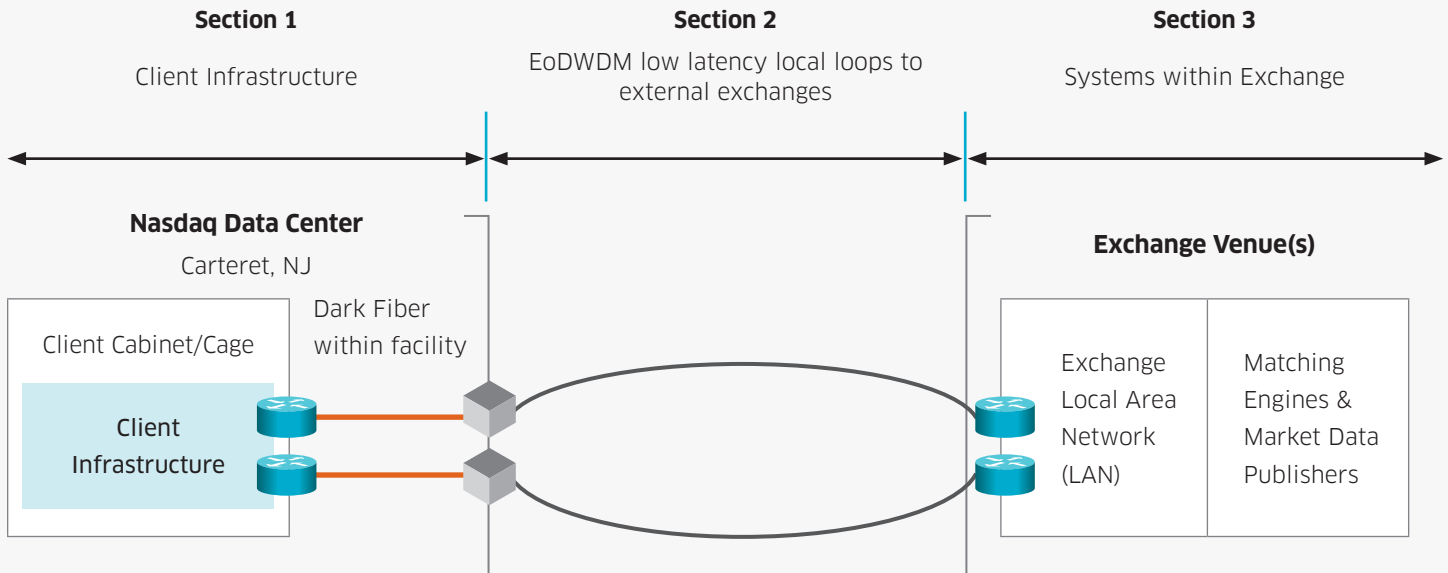 Section 1
Client Infrastructure
Section 2
EoDWDM low latency local loops to
external exchanges
Section 3
Systems within Exchange
Nasdaq Data Center
Carteret, NJ
Dark Fiber
within facility
Client Cabinet/Cage
Client
Infrastructure
Exchange Venue(s)
Exchange
Local Area
Network
(LAN)
Matching
Engines &
Market Data
Publishers